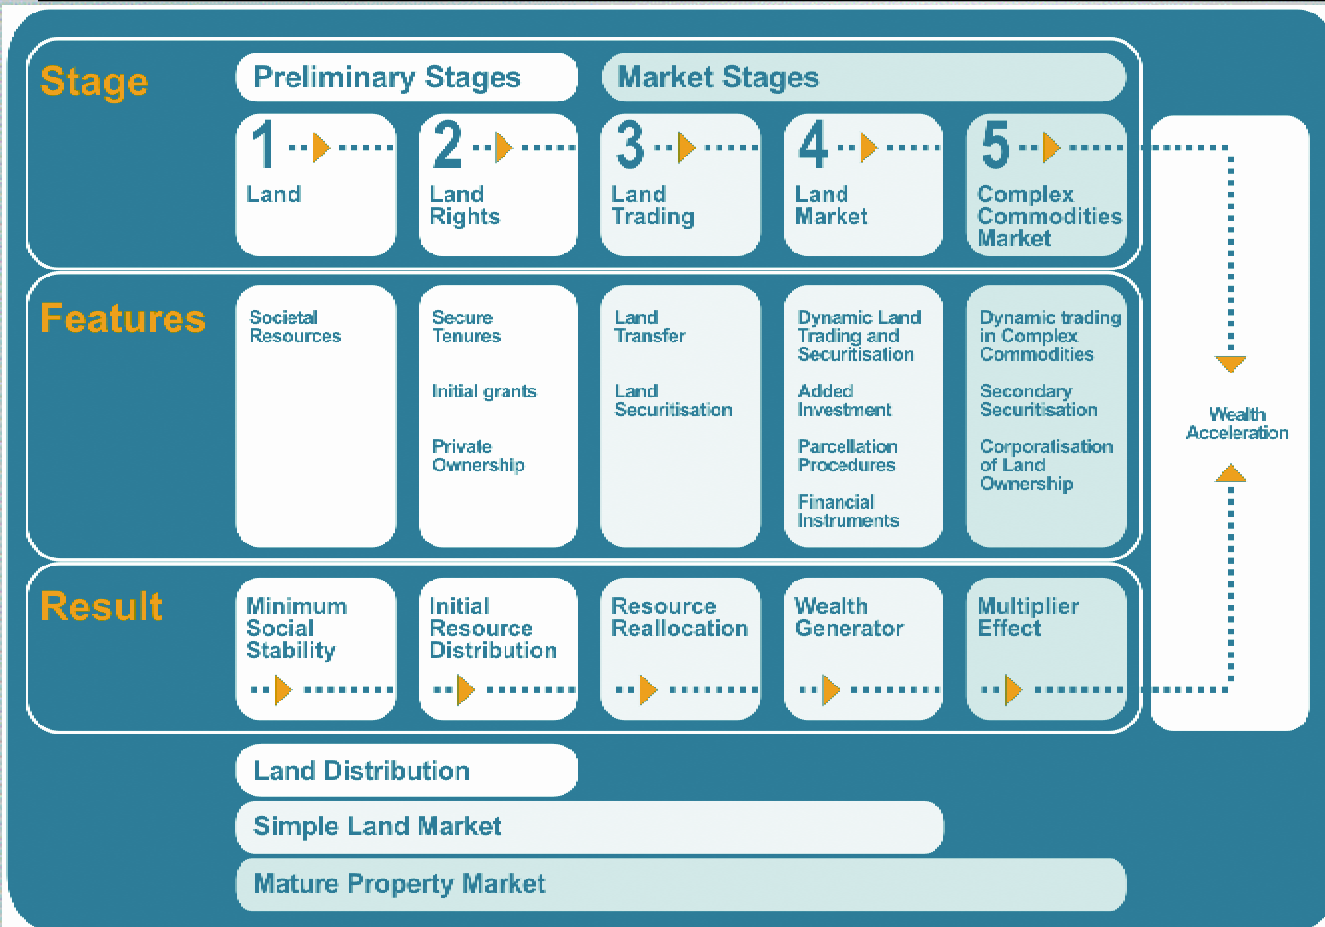 Stage
Preliminary Stages
Market Stages
1
Land
2
Land
Rights
3
Land
Trading
4
Land
Market
5
Complex
Commodities
Market
Features
Societal
Resources
Secure
Tenures
Initial grants
Private
Ownership
Land
Transfer
Land
Securitisation
Dynamic Land
Trading and
Securitisation
Added
Investment
Parcellation
Procedures
Financial
Instruments
Dynamic trading
in Complex
Commodities
Secondary
Securitisation
Corporatisation
of Land
Ownership
Wealth
Acceleration
Result
Minimum
Social
Stability
Initial
Resource
Distribution
Resource
Reallocation
Wealth
Generator
Multiplier
Effect
Land Distribution
Simple Land Market
Mature Property Market